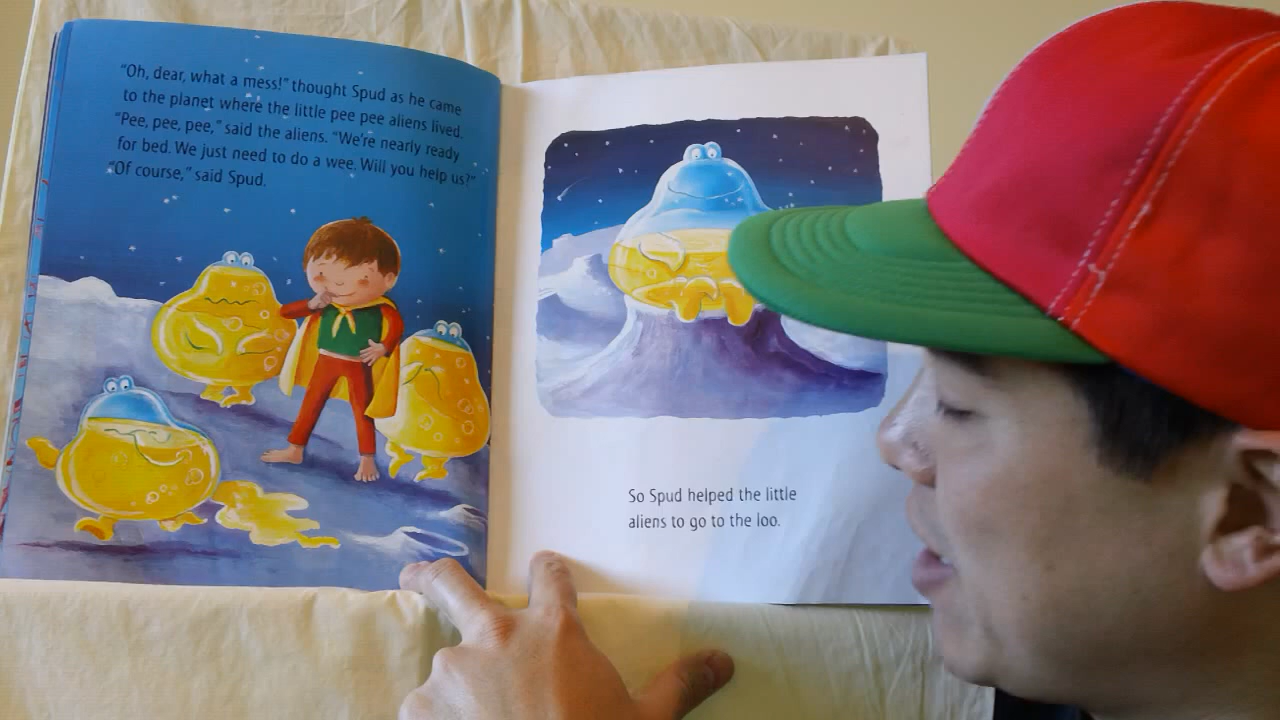 “Oh, dear, what a mess!” thought Spud as he came
to the planet where the little pee pee aliens lived.
“Pee, pee, pee,” said the aliens. “We’re nearly ready
for bed. We just need to do a wee. Will you help us?”
“Of course,” said Spud.
So Spud helped the little
aliens to go to the loo.